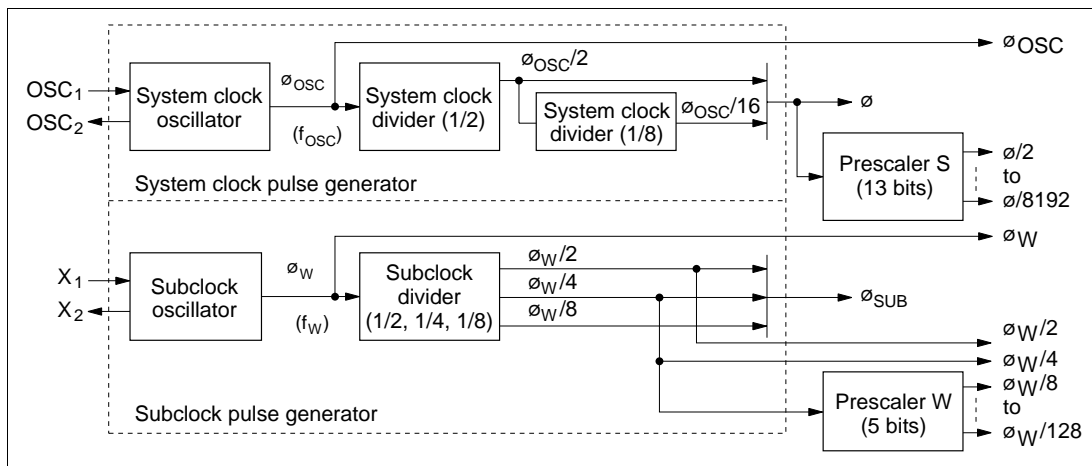 øOSC
OSC1
OSC2
System clock
oscillator
øOSC
(fOSC)
System clock
divider (1/2)
øOSC/2
System clock
divider (1/8)
øOSC/16
ø
Prescaler S
(13 bits)
ø/2
to
ø/8192
System clock pulse generator
øW
X1
X2
Subclock
oscillator
øW
(fW)
Subclock
divider
(1/2, 1/4, 1/8)
øW/2
øW/4
øW/8
øSUB
øW/2
øW/4
Prescaler W
(5 bits)
øW/8
to
øW/128
Subclock pulse generator